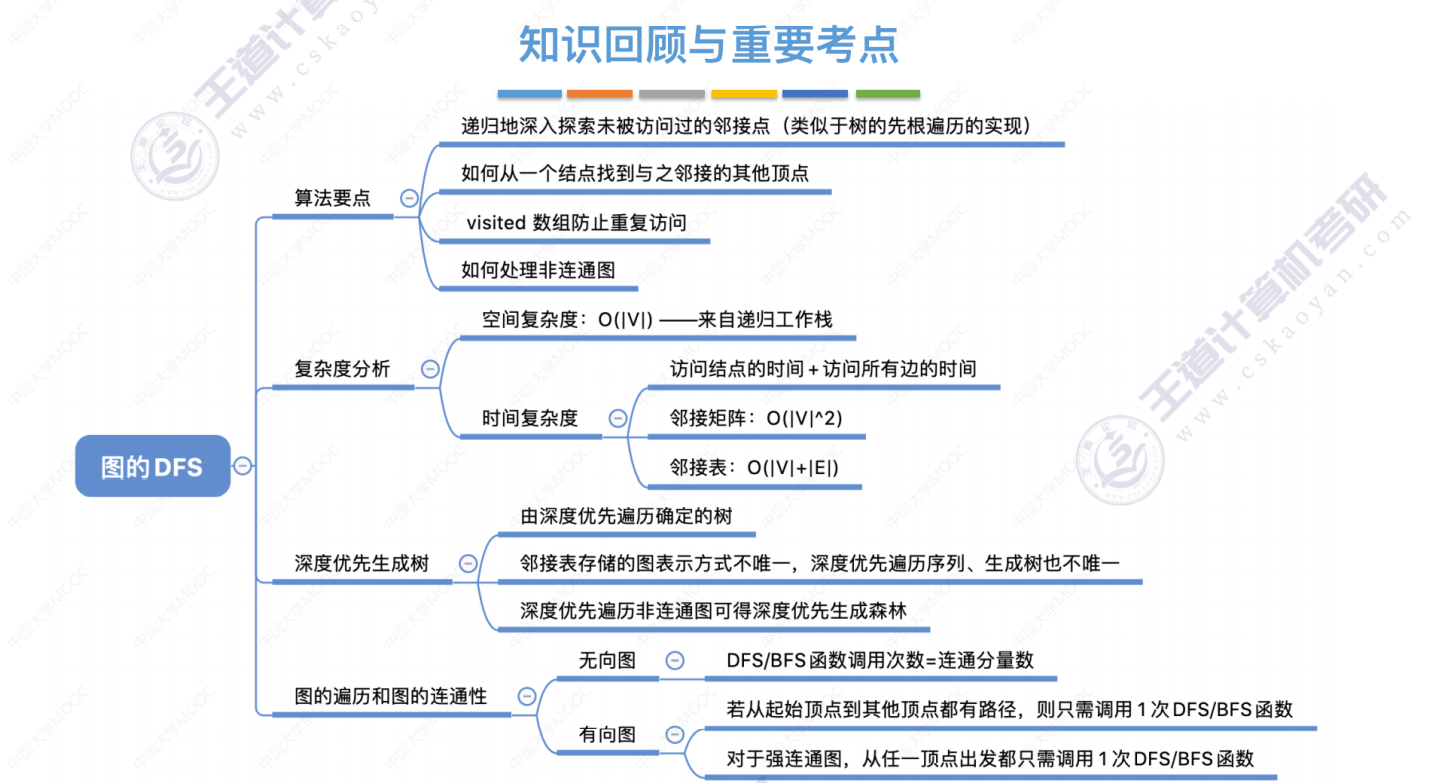 知识回顾与重要考点
图的DFS
算法要点
递归地深入探索未被访问过的邻接点（类似于树的先根遍历的实现）
如何从一个结点找到与之邻接的其他顶点
visited 数组防止重复访问
如何处理非连通图
复杂度分析
空间复杂度：O(|V|) ——来自递归工作栈
时间复杂度
访问结点的时间+访问所有边的时间
邻接矩阵：O(|V|^2)
邻接表：O(|V|+|E|)
深度优先生成树
由深度优先遍历确定的树
邻接表存储的图表示方式不唯一，深度优先遍历序列、生成树也不唯一
深度优先遍历非连通图可得深度优先生成森林
图的遍历和图的连通性
无向图
DFS/BFS函数调用次数=连通分量数
有向图
若从起始顶点到其他顶点都有路径，则只需调用1次DFS/BFS函数
对于强连通图，从任一顶点出发都只需调用1次DFS/BFS函数
王道计算机考研
www.cskaoyan.com
中国大学MOOC